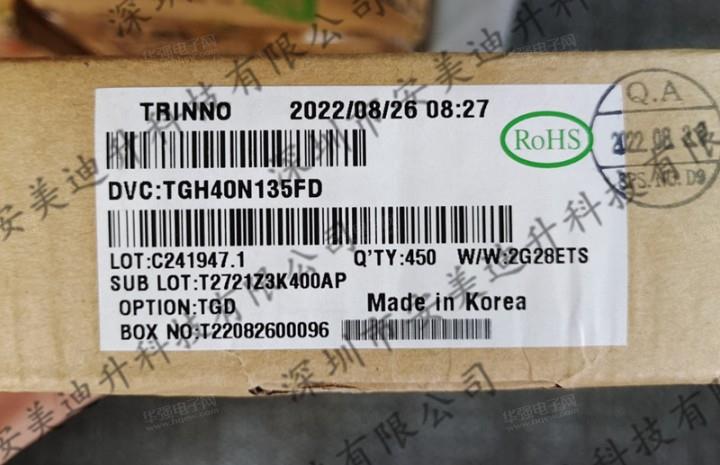 TRINNO 2022/08/26 08:27
RoHS
Q.A
2022.08.
DVC:TGH40N135FD
LOT:C241947.1 Q'TY:450 W/W:2G28ETS
SUB LOT:T2721Z3K400AP
OPTION:TGD Made in Korea
BOX NO:T22082600096
深圳市安美迪升科技有限公司
华强电子网